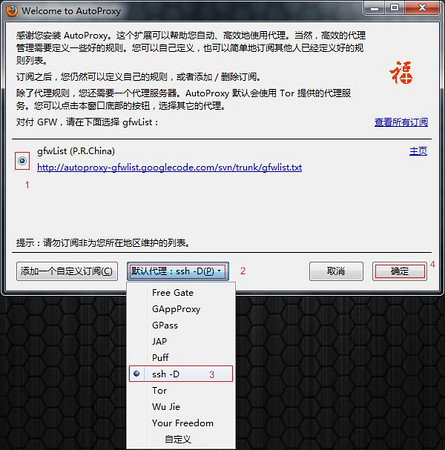 Welcome to AutoProxy
感谢您安装 AutoProxy。这个扩展可以帮助您自动、高效地使用代理。当然，高效的代理
管理需要定义一些好的规则。您可以自己定义，也可以简单地订阅其他人已经定义好的规
则列表。
订阅之后，您仍然可以定义自己的规则，或者添加 / 删除订阅。
除了代理规则，您还需要一个代理服务器。AutoProxy 默认会使用 Tor 提供的代理服
务。您可以点击本窗口底部的按钮，选择其它的代理。
福
对付 GFW，请在下面选择 gfwList：
查看所有订阅
gfwList (P.R.China)
主页
http://autoproxy-gfwlist.googlecode.com/svn/trunk/gfwlist.txt
1
提示：请勿订阅非为您所在地区维护的列表。
添加一个自定义订阅(C)
默认代理：ssh -D(P)
2
取消
确定
4
Free Gate
GAppProxy
GPass
JAP
Puff
ssh -D
3
Tor
Wu Jie
Your Freedom
自定义